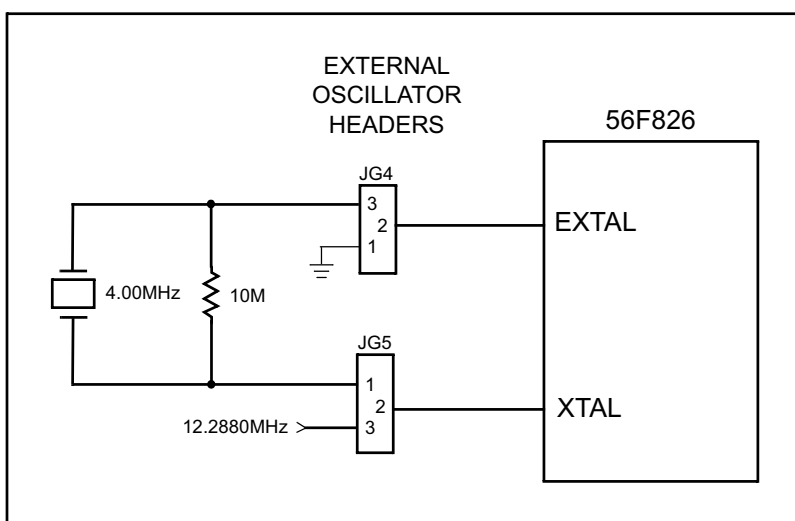 EXTERNAL
OSCILLATOR
HEADERS
56F826
JG4
3
2
1
EXTAL
4.00MHz
10M
JG5
1
2
3
XTAL
12.2880MHz